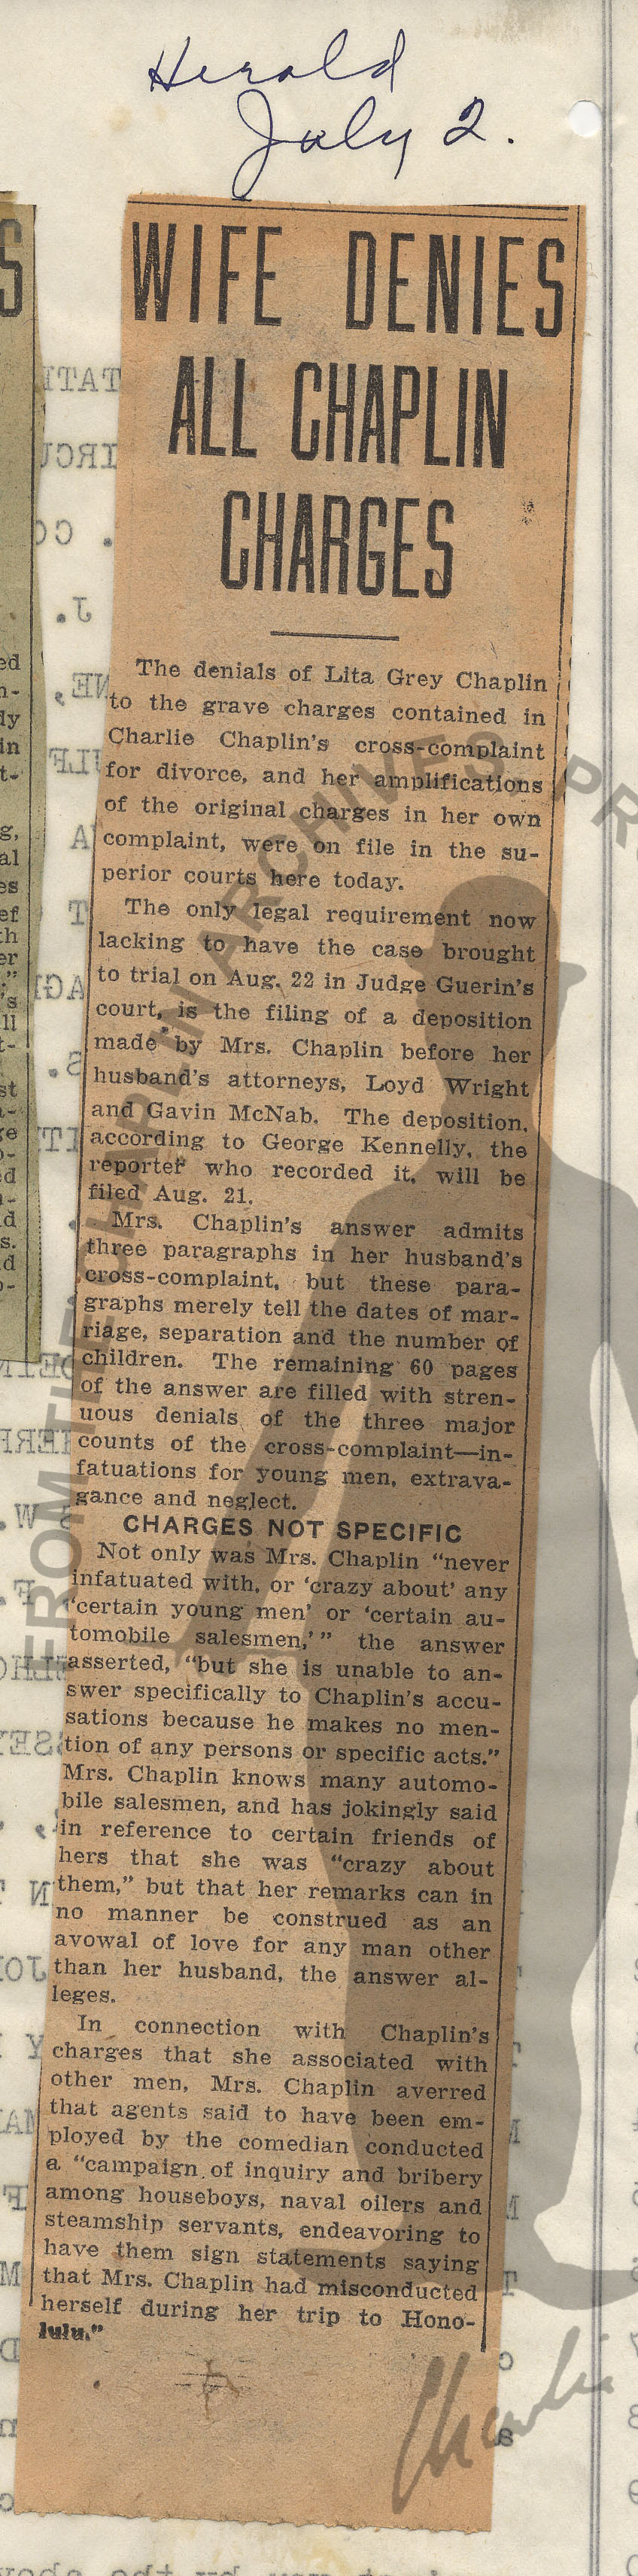 Herald
July 2.
WIFE DENIES
ALL CHAPLIN
CHARGES
The denials of Lita Grey Chaplin
to the grave charges contained in
Charlie Chaplin's cross-complaint
for divorce, and her amplifications
of the original charges in her own
complaint, were on file in the su-
perior courts here today.
The only legal requirement now
lacking to have the case brought
to trial on Aug. 22 in Judge Guerin's
court, is the filing of a deposition
made by Mrs. Chaplin before her
husband's attorneys, Loyd Wright
and Gavin McNab. The deposition,
according to George Kennelly, the
reporter who recorded it, will be
filed Aug. 21.
Mrs. Chaplin's answer admits
three paragraphs in her husband's
cross-complaint, but these para-
graphs merely tell the dates of mar-
riage, separation and the number of
children. The remaining 60 pages
of the answer are filled with stren-
uous denials of the three major
counts of the cross-complaint—in-
fatuations for young men, extrava-
gance and neglect.
CHARGES NOT SPECIFIC
Not only was Mrs. Chaplin "never
infatuated with, or 'crazy about' any
'certain young men' or 'certain au-
tomobile salesmen,'" the answer
asserted, "but she is unable to an-
swer specifically to Chaplin's accu-
sations because he makes no men-
tion of any persons or specific acts."
Mrs. Chaplin knows many automo-
bile salesmen, and has jokingly said
in reference to certain friends of
hers that she was "crazy about
them," but that her remarks can in
no manner be construed as an
avowal of love for any man other
than her husband, the answer al-
leges.
In connection with Chaplin's
charges that she associated with
other men, Mrs. Chaplin averred
that agents said to have been em-
ployed by the comedian conducted
a "campaign of inquiry and bribery
among houseboys, naval oilers and
steamship servants, endeavoring to
have them sign statements saying
that Mrs. Chaplin had misconducted
herself during her trip to Hono-
lulu."
FROM THE CHAPLIN ARCHIVES, PR
Charlie